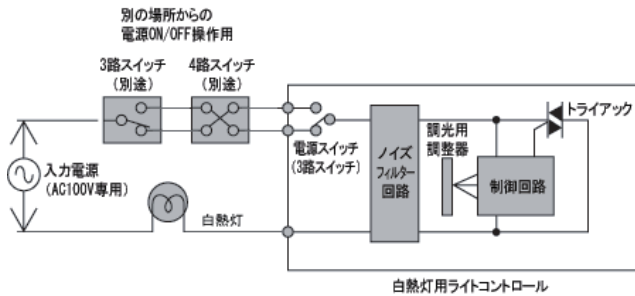 別の場所からの
電源ON/OFF操作用
3路スイッチ
(別途)
4路スイッチ
(別途)
トライアック
電源スイッチ
(3路スイッチ)
ノイズ
フィルター
回路
調光用
調整器
制御回路
入力電源
(AC100V専用)
白熱灯
白熱灯用ライトコントロール